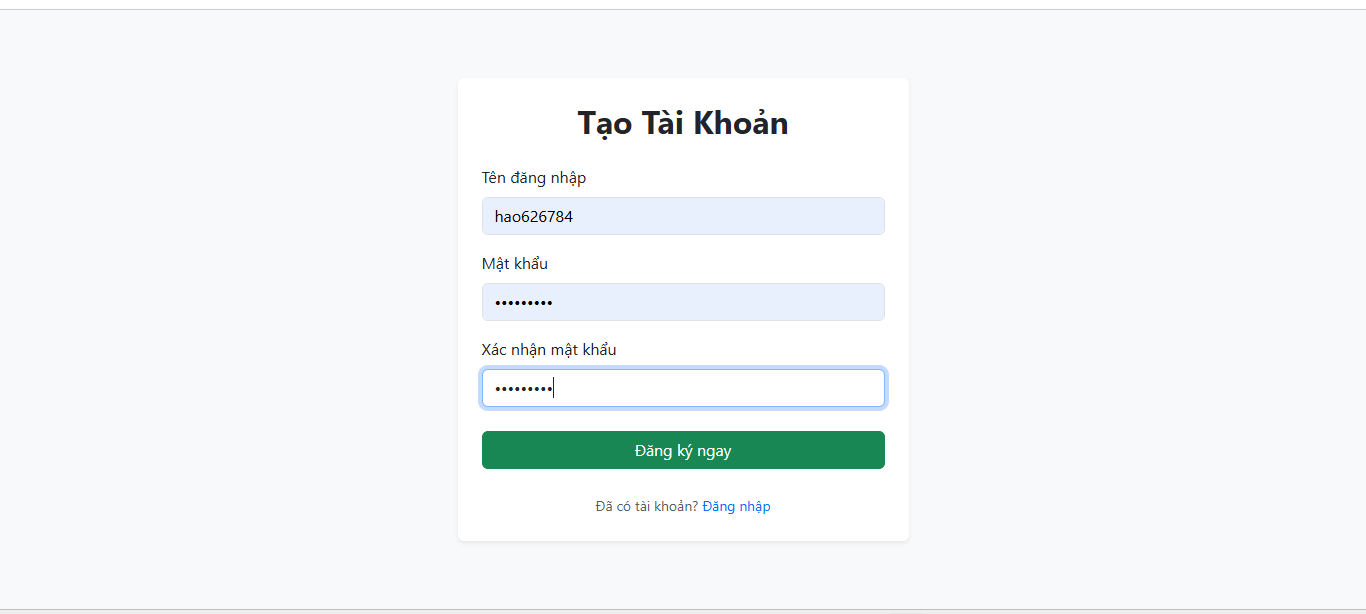 Tạo Tài Khoản
Tên đăng nhập
hao626784
Mật khẩu
•••••••••
Xác nhận mật khẩu
•••••••••
Đăng ký ngay
Đã có tài khoản? Đăng nhập